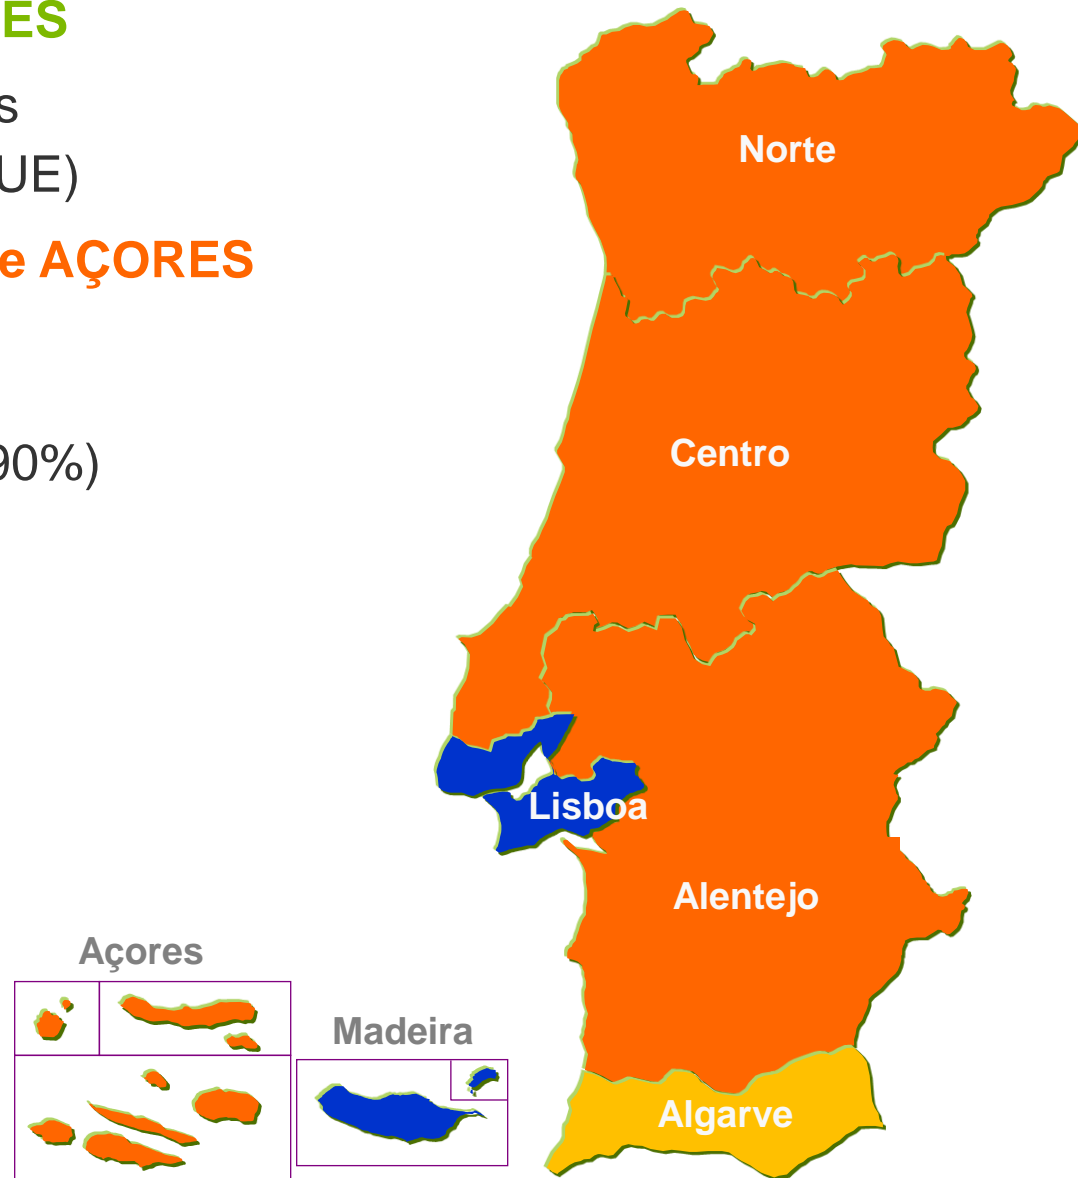 ES
s
UE)
e AÇORES
90%)
Norte
Centro
Lisboa
Alentejo
Açores
Madeira
Algarve